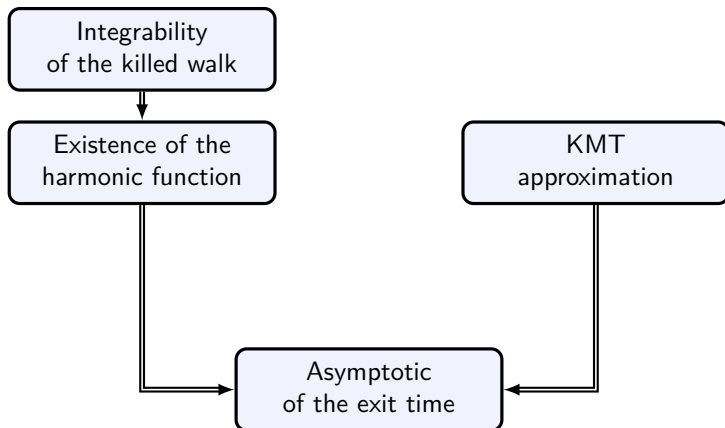 Integrability
of the killed walk
Existence of the
harmonic function
KMT
approximation
Asymptotic
of the exit time